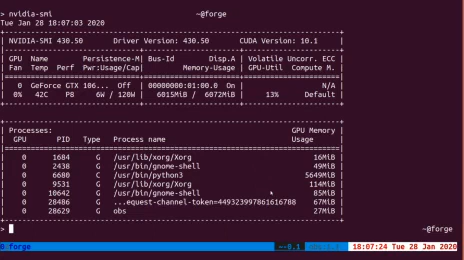 > nvidia-smi ~@forge
Tue Jan 28 18:07:03 2020
+-----------------------------------------------------------------------------+
| NVIDIA-SMI 430.50 Driver Version: 430.50 CUDA Version: 10.1 |
|-------------------------------+----------------------+----------------------+
| GPU Name Persistence-M| Bus-Id Disp.A | Volatile Uncorr. ECC |
| Fan Temp Perf Pwr:Usage/Cap| Memory-Usage | GPU-Util Compute M. |
|===============================+======================+======================|
| 0 GeForce GTX 106... Off | 00000000:01:00.0 On | N/A |
| 0% 42C P8 6W / 120W | 6015MiB / 6072MiB | 13% Default |
+-------------------------------+----------------------+----------------------+
+-----------------------------------------------------------------------------+
| Processes: GPU Memory |
| GPU PID Type Process name Usage |
|=============================================================================|
| 0 1684 G /usr/lib/xorg/Xorg 16MiB |
| 0 2438 G /usr/bin/gnome-shell 49MiB |
| 0 6680 C /usr/bin/python3 5649MiB |
| 0 9531 G /usr/lib/xorg/Xorg 114MiB |
| 0 10642 G /usr/bin/gnome-shell 85MiB |
| 0 28486 G ...equest-channel-token=449323997861616788 67MiB |
| 0 28629 G obs 27MiB |
+-----------------------------------------------------------------------------+
> ~@forge
0 forge 18:07:24 Tue 28 Jan 2020